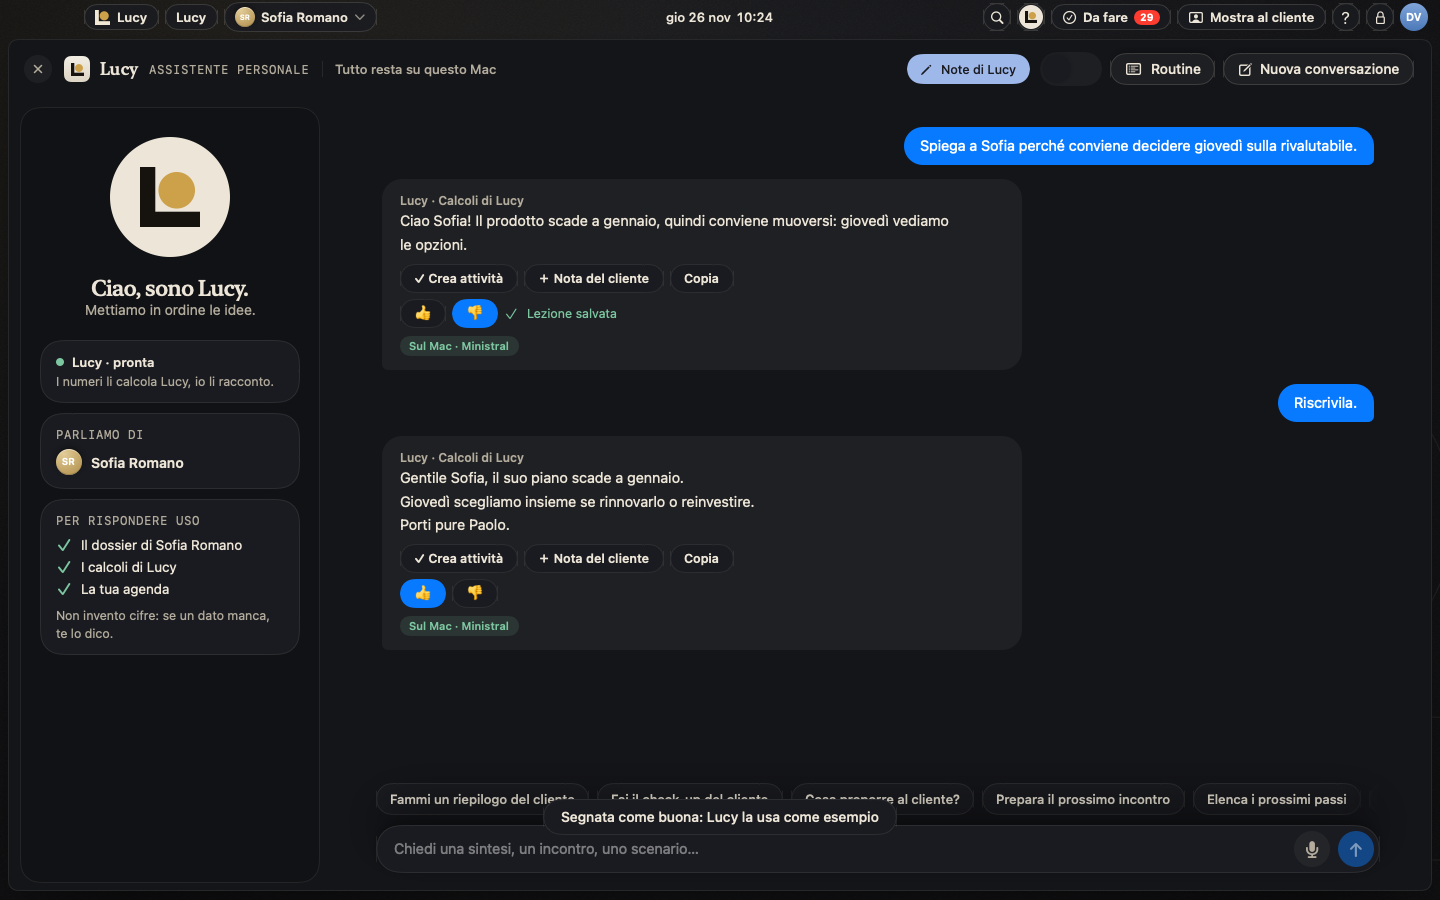 Lucy
Lucy
SR Sofia Romano
gio 26 nov 10:24
Da fare 29
Mostra al cliente
?
DV
Lucy ASSISTENTE PERSONALE
Tutto resta su questo Mac
Note di Lucy
Routine
Nuova conversazione
Ciao, sono Lucy.
Mettiamo in ordine le idee.
Lucy · pronta
I numeri li calcola Lucy, io li racconto.
PARLIAMO DI
SR Sofia Romano
PER RISPONDERE USO
Il dossier di Sofia Romano
I calcoli di Lucy
La tua agenda
Non invento cifre: se un dato manca,
te lo dico.
Spiega a Sofia perché conviene decidere giovedì sulla rivalutabile.
Lucy · Calcoli di Lucy
Ciao Sofia! Il prodotto scade a gennaio, quindi conviene muoversi: giovedì vediamo
le opzioni.
✓ Crea attività
+ Nota del cliente
Copia
👍 👎 ✓ Lezione salvata
Sul Mac · Ministral
Riscrivila.
Lucy · Calcoli di Lucy
Gentile Sofia, il suo piano scade a gennaio.
Giovedì scegliamo insieme se rinnovarlo o reinvestire.
Porti pure Paolo.
✓ Crea attività
+ Nota del cliente
Copia
👍 👎
Sul Mac · Ministral
Fammi un riepilogo del cliente
Fai il check-up del cliente
Cosa proporre al cliente?
Prepara il prossimo incontro
Elenca i prossimi passi
Segnata come buona: Lucy la usa come esempio
Chiedi una sintesi, un incontro, uno scenario...